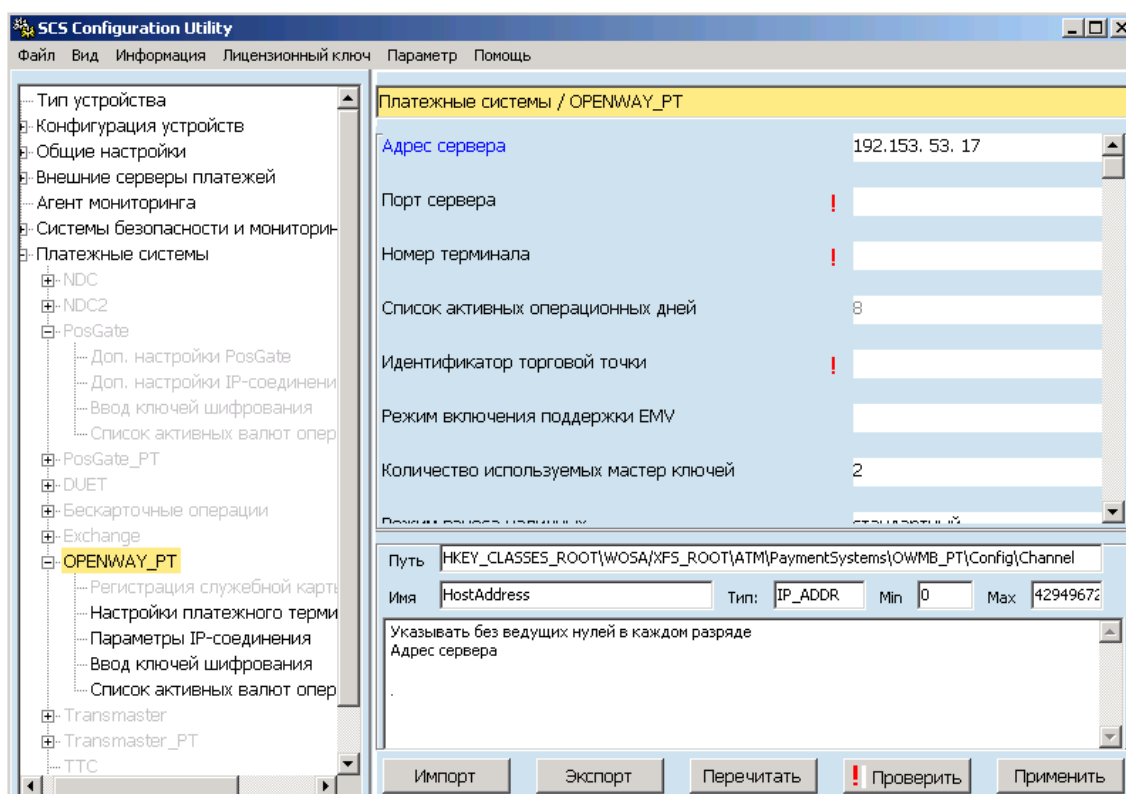 SCS Configuration Utility
Файл Вид Информация Лицензионный ключ Параметр Помощь
Тип устройства
Конфигурация устройств
Общие настройки
Внешние серверы платежей
Агент мониторинга
Системы безопасности и монитори
Платежные системы
NDC
NDC2
PosGate
Доп. настройки PosGate
Доп. настройки IP-соединени
Ввод ключей шифрования
Список активных валют опер
PosGate_PT
DUET
Бескарточные операции
Exchange
OPENWAY_PT
Регистрация служебной карты
Настройки платежного терми
Параметры IP-соединения
Ввод ключей шифрования
Список активных валют опер
Transmaster
Transmaster_PT
TTC
Платежные системы / OPENWAY_PT
Адрес сервера 192.153. 53. 17
Порт сервера !
Номер терминала !
Список активных операционных дней 8
Идентификатор торговой точки !
Режим включения поддержки EMV
Количество используемых мастер ключей 2
Путь HKEY_CLASSES_ROOT\WOSA/XFS_ROOT\ATM\PaymentSystems\OWMB_PT\Config\Channel
Имя HostAddress Тип: IP_ADDR Min 0 Max 42949672
Указывать без ведущих нулей в каждом разряде
Адрес сервера
.
Импорт Экспорт Перечитать ! Проверить Применить